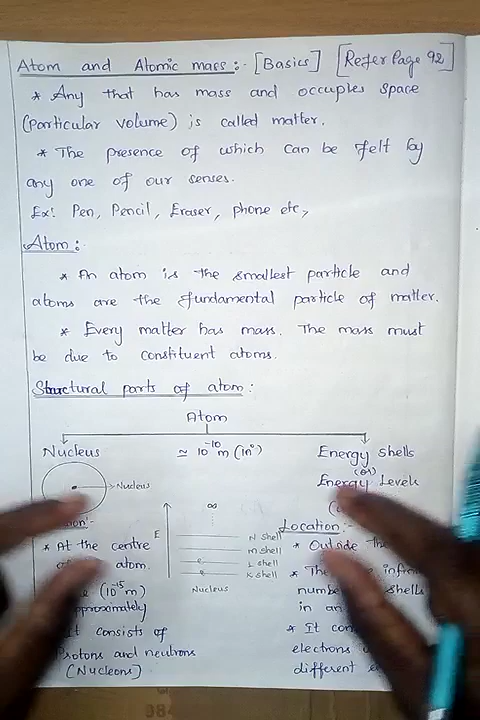 Atom and Atomic mass:- [Basics] [Refer Page 92]
* Any that has mass and occupies space
(particular volume) is called matter.
* The presence of which can be felt by
any one of our senses.
Ex: Pen, Pencil, Eraser, phone etc,
Atom:
* An atom is the smallest particle and
atoms are the fundamental particle of matter.
* Every matter has mass. The mass must
be due to constituent atoms.
Structural parts of atom:
Atom
Nucleus
≃ 10⁻¹⁰ m (1A°)
Energy shells
(or)
Energy Levels
Nucleus
* At the centre
atom.
(10⁻¹⁵m)
approximately
It consists of
Protons and neutrons
(Nucleons)
∞
E
N shell
M shell
L shell
e⁻
K shell
e⁻
Nucleus
Location:-
* Outside the
* The
number shells
in an
* It
electrons
different